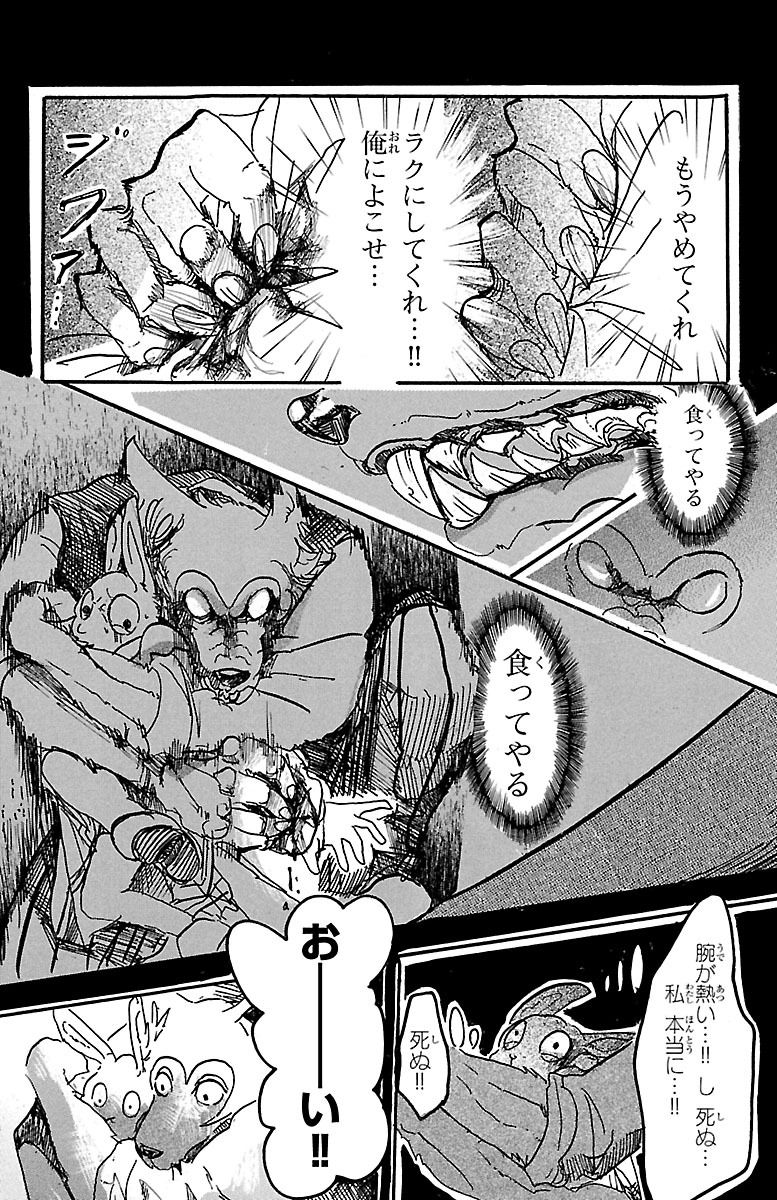 もうやめてくれ
ラクにしてくれ…!!
俺によこせ…
ジワァ…
食ってやる
食ってやる
腕が熱い…!! し 死ぬ…
私 本当に…!!
死ぬ!!
おーーい!!